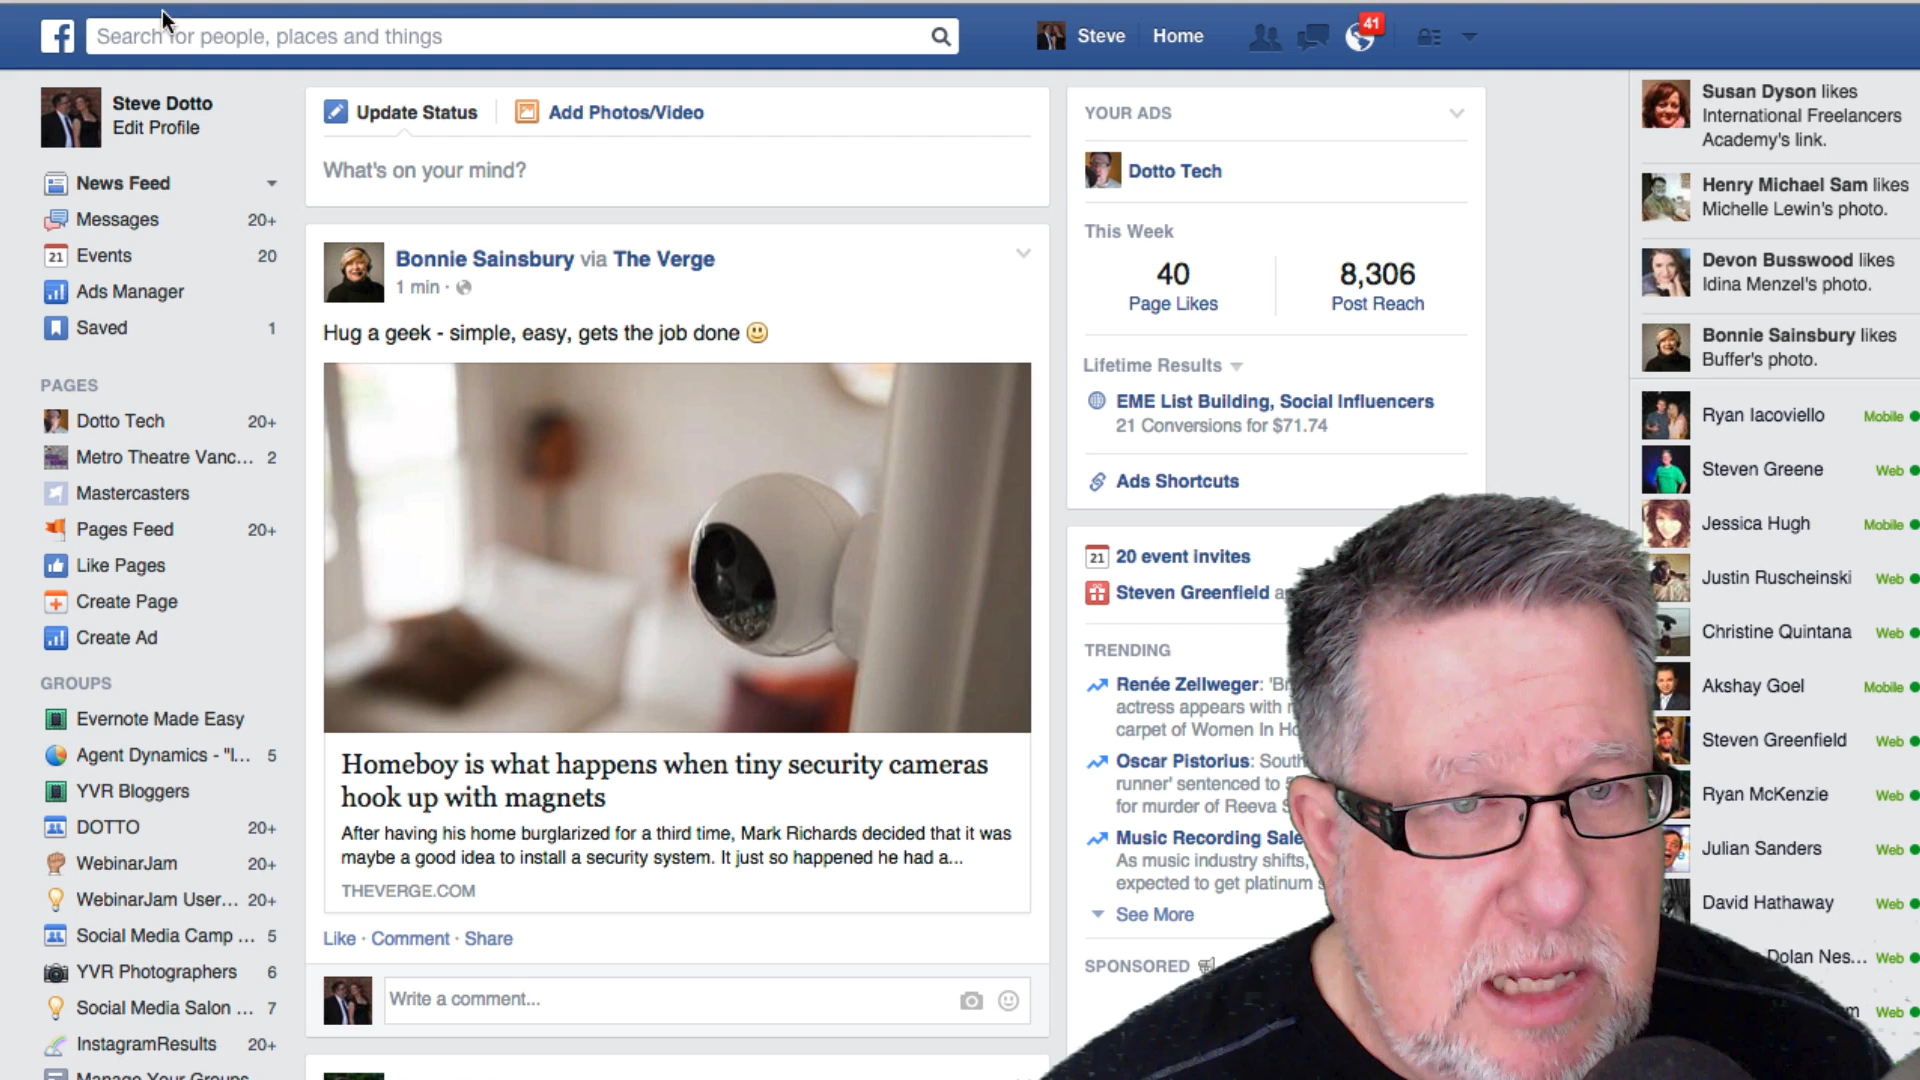 Search for people, places and things
Steve
Home
41
Steve Dotto
Edit Profile
News Feed
Messages 20+
21 Events 20
Ads Manager
Saved 1
PAGES
Dotto Tech 20+
Metro Theatre Vanc... 2
Mastercasters
Pages Feed 20+
Like Pages
Create Page
Create Ad
GROUPS
Evernote Made Easy
Agent Dynamics - "I... 5
YVR Bloggers
DOTTO 20+
WebinarJam 20+
WebinarJam User... 20+
Social Media Camp ... 5
YVR Photographers 6
Social Media Salon ... 7
InstagramResults 20+
Manage Your Groups
Update Status
Add Photos/Video
What's on your mind?
Bonnie Sainsbury via The Verge
1 min ·
Hug a geek - simple, easy, gets the job done
Homeboy is what happens when tiny security cameras
hook up with magnets
After having his home burglarized for a third time, Mark Richards decided that it was
maybe a good idea to install a security system. It just so happened he had a...
THEVERGE.COM
Like · Comment · Share
Write a comment...
YOUR ADS
Dotto Tech
This Week
40
Page Likes
8,306
Post Reach
Lifetime Results
EME List Building, Social Influencers
21 Conversions for $71.74
Ads Shortcuts
21 20 event invites
Steven Greenfield
TRENDING
Renée Zellweger:
actress appears with
carpet of Women In
Oscar Pistorius: South
runner' sentenced to
for murder of Reeva
Music Recording Sale
As music industry shifts,
expected to get platinum
See More
SPONSORED
Susan Dyson likes
International Freelancers
Academy's link.
Henry Michael Sam likes
Michelle Lewin's photo.
Devon Busswood likes
Idina Menzel's photo.
Bonnie Sainsbury likes
Buffer's photo.
Ryan Iacoviello Mobile
Steven Greene Web
Jessica Hugh Mobile
Justin Ruscheinski Web
Christine Quintana Web
Akshay Goel Mobile
Steven Greenfield Web
Ryan McKenzie Web
Julian Sanders Web
David Hathaway Web
Dolan Nes... Web
Web